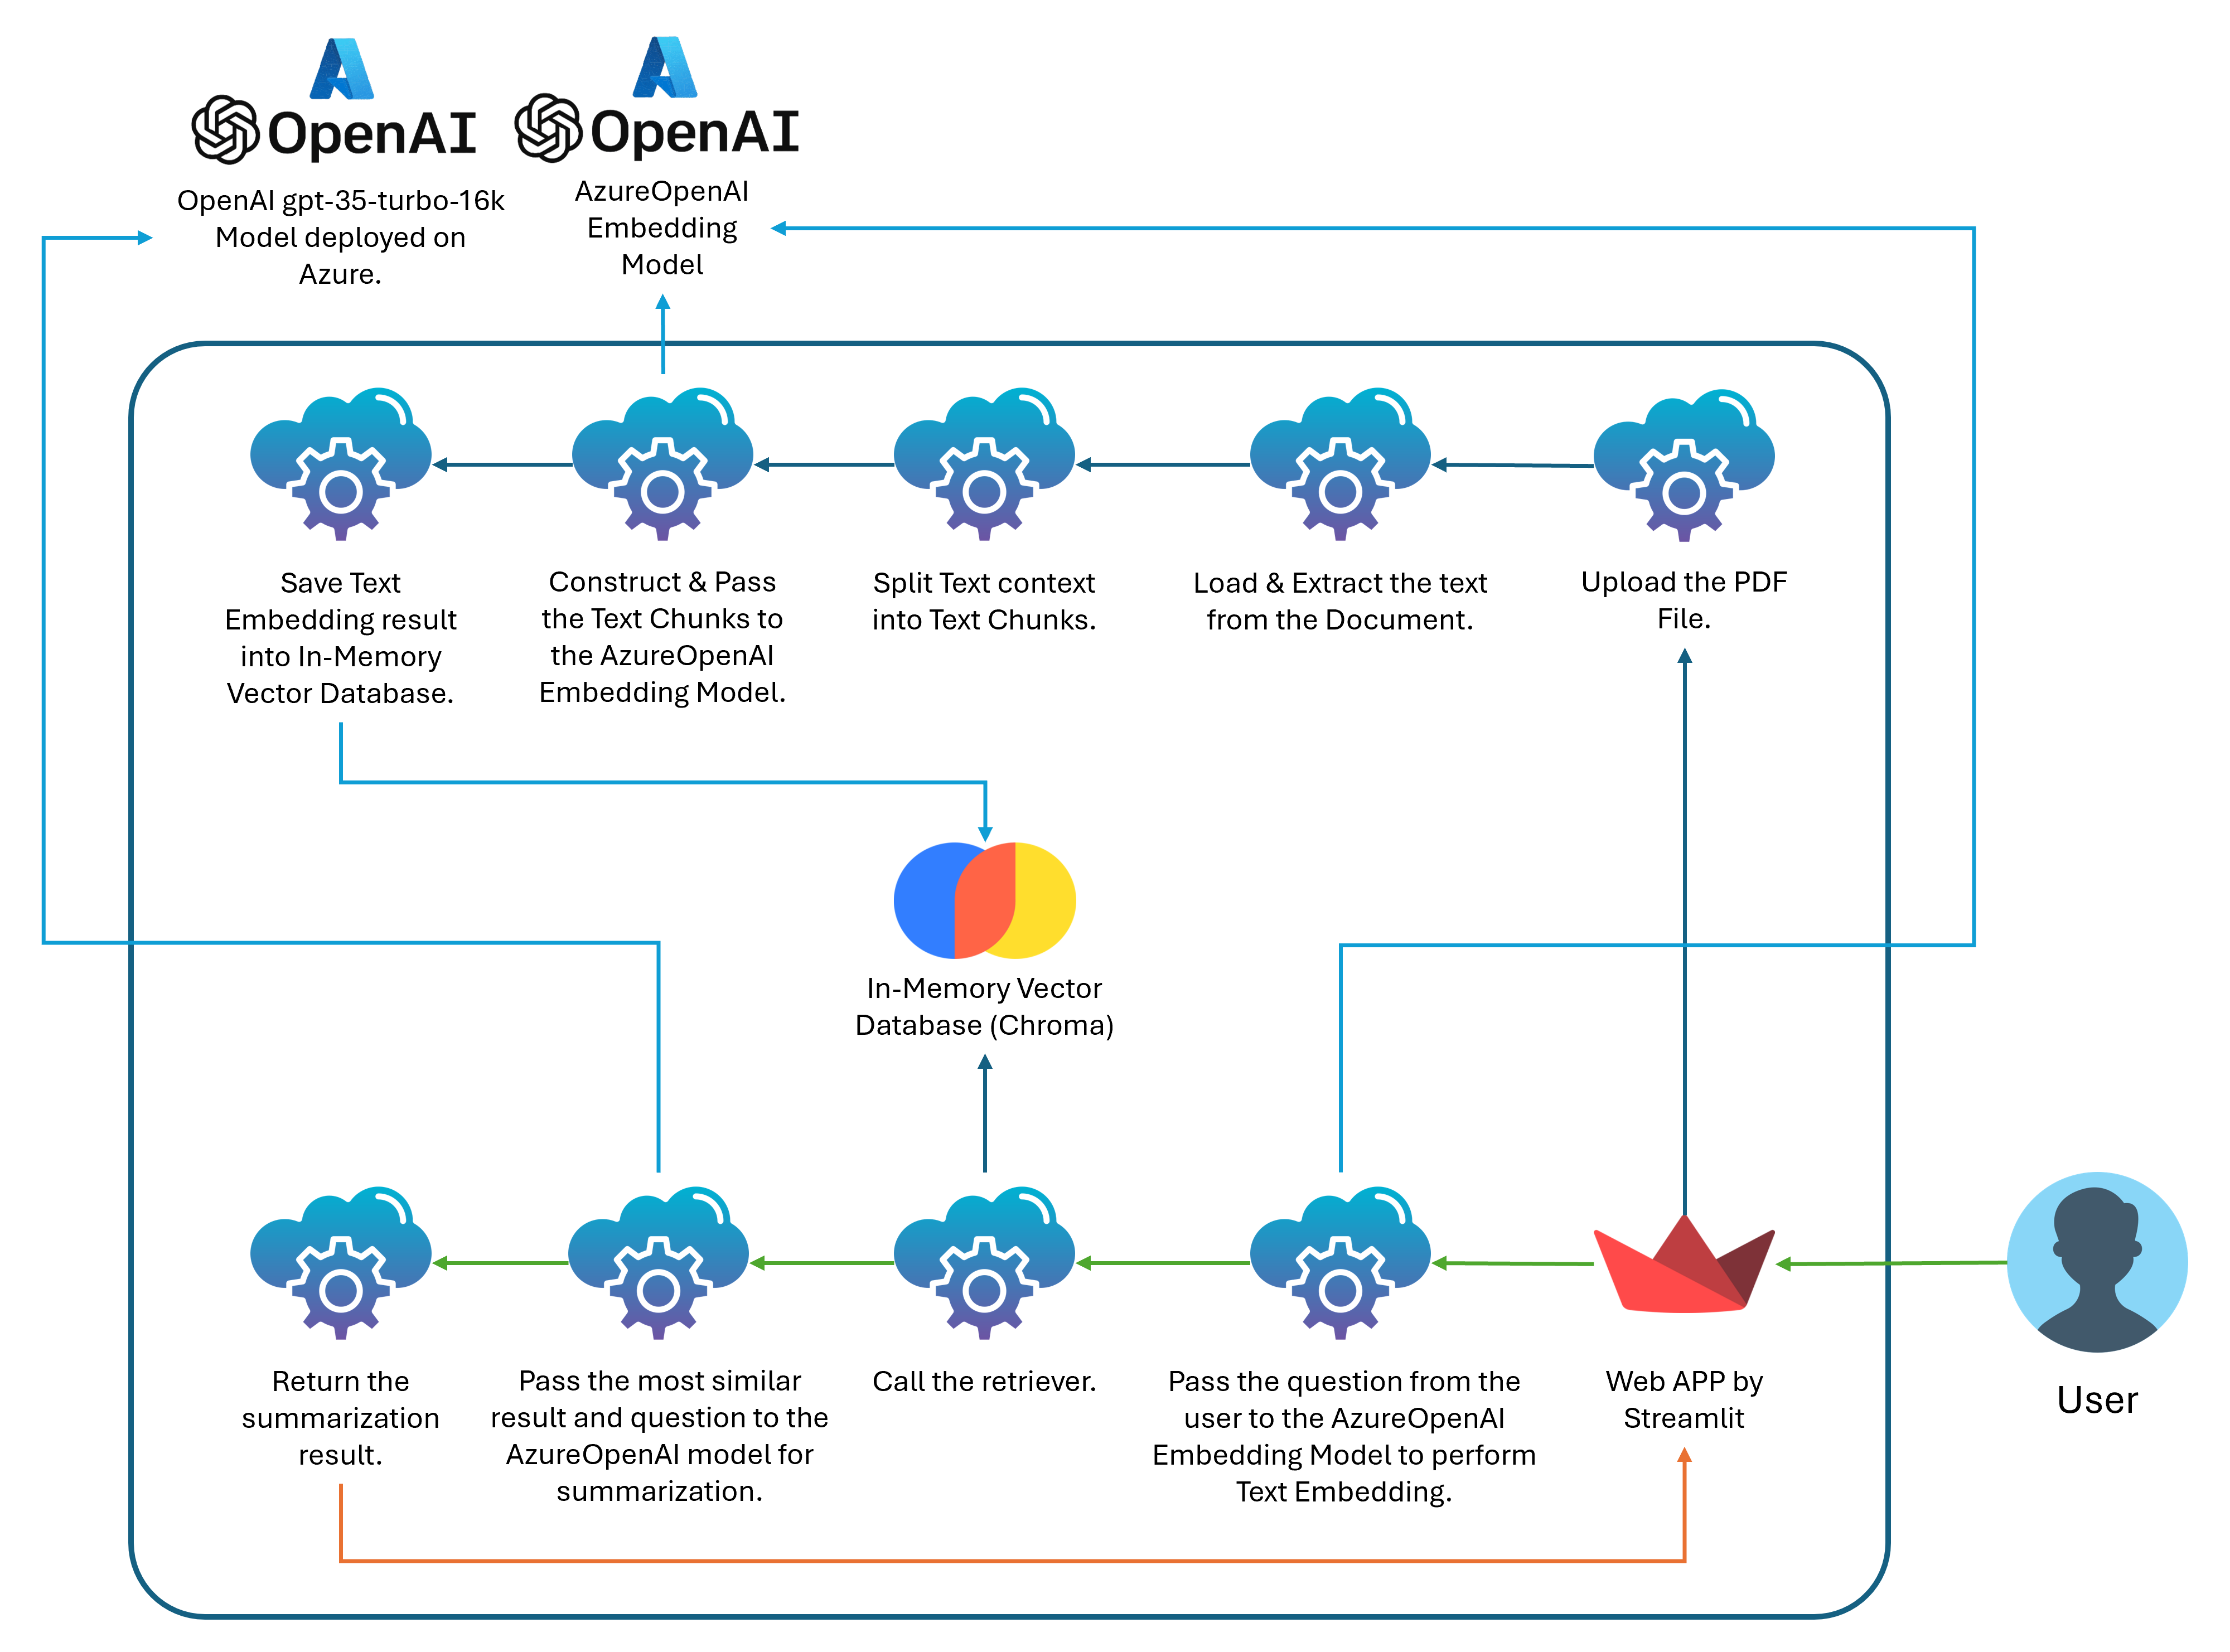 OpenAI
OpenAI
OpenAI gpt-35-turbo-16k
Model deployed on
Azure.
AzureOpenAI
Embedding
Model
Save Text
Embedding result
into In-Memory
Vector Database.
Construct & Pass
the Text Chunks to
the AzureOpenAI
Embedding Model.
Split Text context
into Text Chunks.
Load & Extract the text
from the Document.
Upload the PDF
File.
In-Memory Vector
Database (Chroma)
Return the
summarization
result.
Pass the most similar
result and question to the
AzureOpenAI model for
summarization.
Call the retriever.
Pass the question from the
user to the AzureOpenAI
Embedding Model to perform
Text Embedding.
Web APP by
Streamlit
User